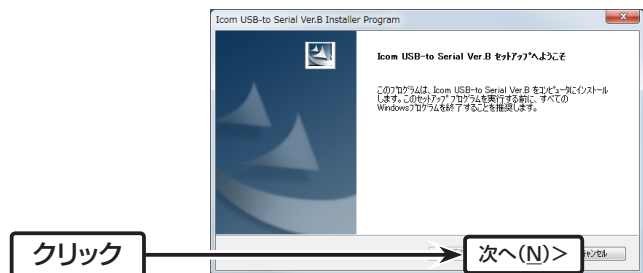 Icom USB-to Serial Ver.B Installer Program
Icom USB-to Serial Ver.B セットアップへようこそ
このプログラムは、Icom USB-to Serial Ver.B をコンピュータにインストール
します。このセットアップ プログラムを実行する前に、すべての
Windowsプログラムを終了することを推奨します。
クリック
次へ(N)>
ャンセル